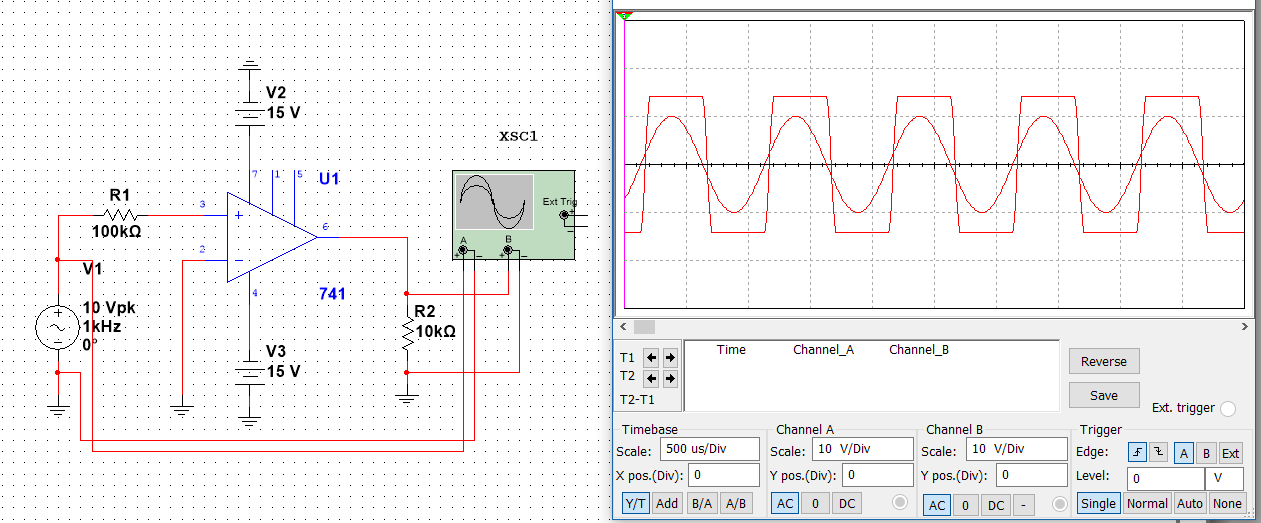 V2
15 V
xsc1
7
1
5
U1
Ext Trig
+
R1
100kΩ
3
+
6
A
B
+
−
+
−
2
−
V1
4
741
R2
10kΩ
10 Vpk
1kHz
0°
+
V3
15 V
T1
T2
T2-T1
Time Channel_A Channel_B
Reverse
Save
Ext. trigger
Timebase
Scale: 500 us/Div
X pos.(Div): 0
Y/T Add B/A A/B
Channel A
Scale: 10 V/Div
Y pos.(Div): 0
AC 0 DC
Channel B
Scale: 10 V/Div
Y pos.(Div): 0
AC 0 DC -
Trigger
Edge: A B Ext
Level: 0 V
Single Normal Auto None